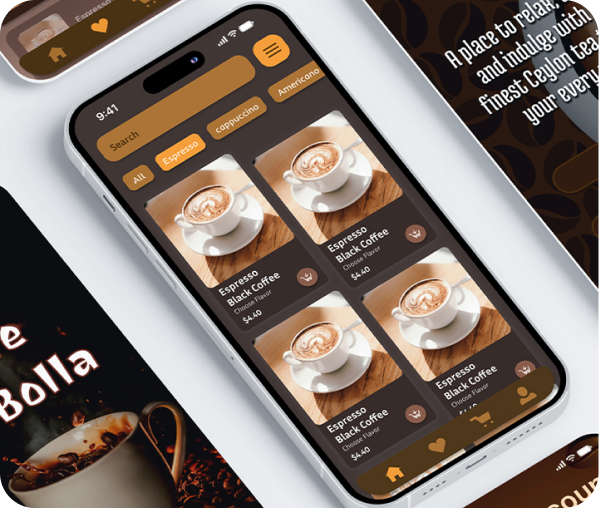 Espresso
9:41
Search
All
Espresso
cappuccino
Americano
Espresso
Black Coffee
Choose Flavor
$4.40
Espresso
Black Coffee
Choose Flavor
$4.40
Espresso
Black Coffee
Choose Flavor
$4.40
Espresso
Black Coffee
Choose Flavor
A place to relax,
and indulge with
finest Ceylon tea
your every
Bolla